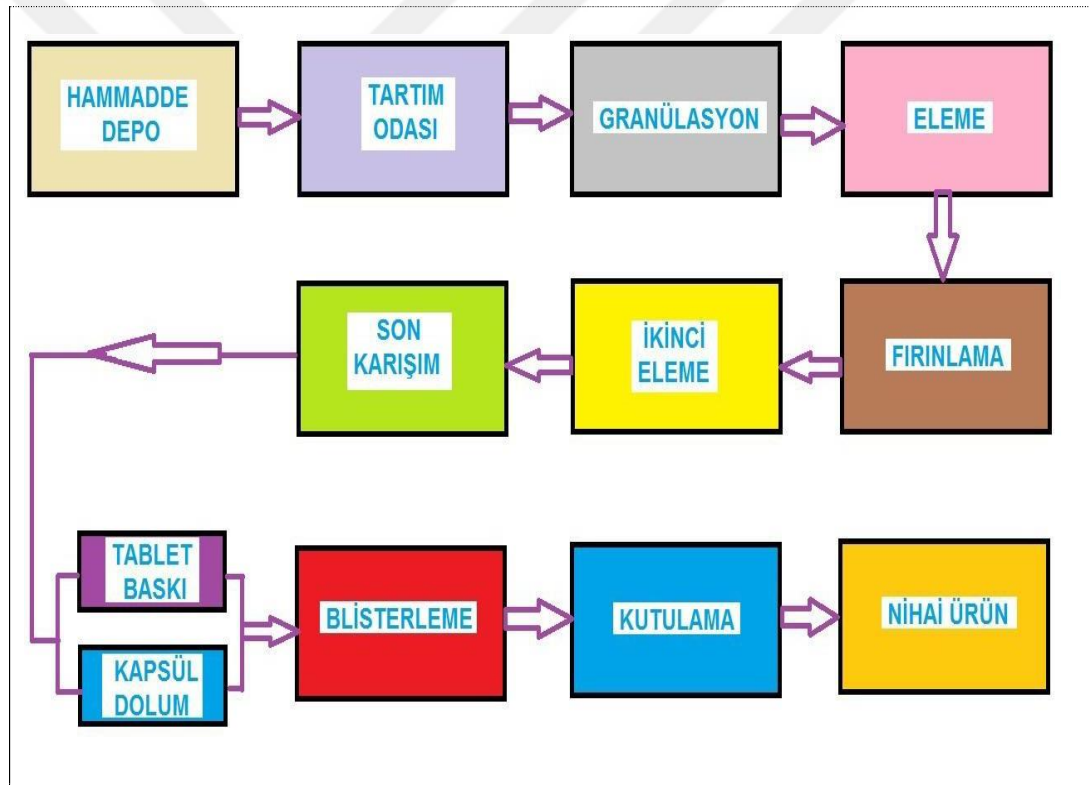 HAMMADDE
DEPO
TARTIM
ODASI
GRANÜLASYON
ELEME
FIRINLAMA
İKİNCİ
ELEME
SON
KARIŞIM
TABLET
BASKI
KAPSÜL
DOLUM
BLİSTERLEME
KUTULAMA
NİHAİ ÜRÜN